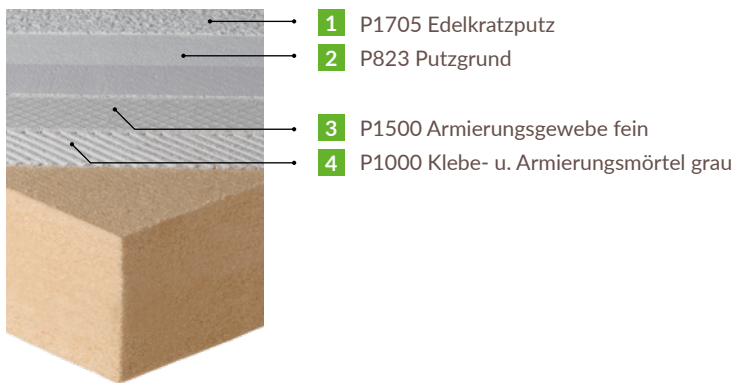 1 P1705 Edelkratzputz
2 P823 Putzgrund
3 P1500 Armierungsgewebe fein
4 P1000 Klebe- u. Armierungsmörtel grau